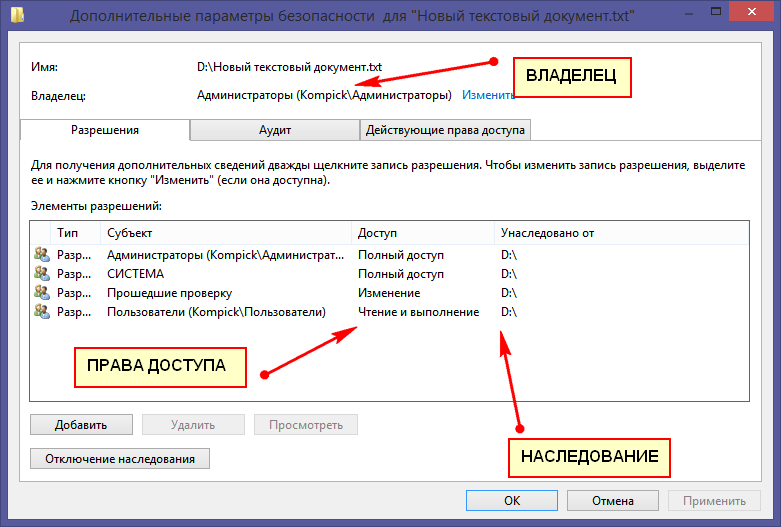 Дополнительные параметры безопасности для "Новый текстовый документ.txt"
Имя: D:\Новый текстовый документ.txt
ВЛАДЕЛЕЦ
Владелец: Администраторы (Kompick\Администраторы) Изменить
Разрешения Аудит Действующие права доступа
Для получения дополнительных сведений дважды щелкните запись разрешения. Чтобы изменить запись разрешения, выделите
ее и нажмите кнопку "Изменить" (если она доступна).
Элементы разрешений:
Тип Субъект Доступ Унаследовано от
Разр... Администраторы (Kompick\Администрат... Полный доступ D:\
Разр... СИСТЕМА Полный доступ D:\
Разр... Прошедшие проверку Изменение D:\
Разр... Пользователи (Kompick\Пользователи) Чтение и выполнение D:\
ПРАВА ДОСТУПА
Добавить Удалить Просмотреть
НАСЛЕДОВАНИЕ
Отключение наследования
ОК Отмена Применить